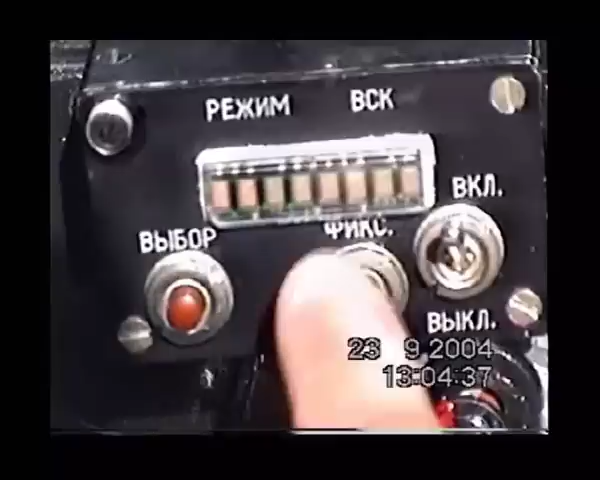 РЕЖИМ ВСК
ВКЛ.
ВЫБОР
ФИКС.
ВЫКЛ.
23 9 2004
13:04:37